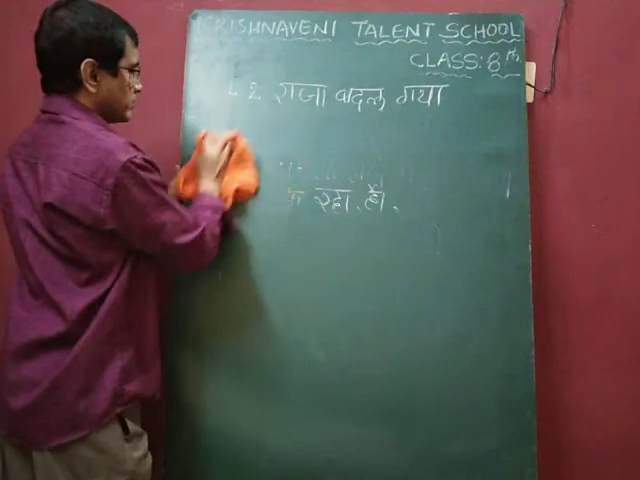 KRISHNAVENI TALENT SCHOOL
CLASS: 8th
L 2 राजा बदल गया
रहा हो.